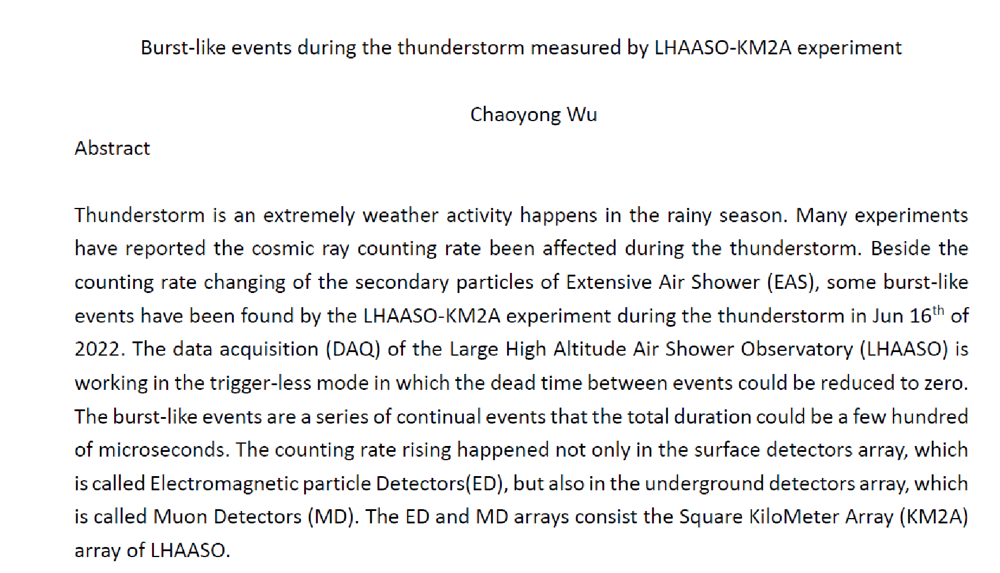 Burst-like events during the thunderstorm measured by LHAASO-KM2A experiment
Chaoyong Wu
Abstract
Thunderstorm is an extremely weather activity happens in the rainy season. Many experiments
have reported the cosmic ray counting rate been affected during the thunderstorm. Beside the
counting rate changing of the secondary particles of Extensive Air Shower (EAS), some burst-like
events have been found by the LHAASO-KM2A experiment during the thunderstorm in Jun 16th of
2022. The data acquisition (DAQ) of the Large High Altitude Air Shower Observatory (LHAASO) is
working in the trigger-less mode in which the dead time between events could be reduced to zero.
The burst-like events are a series of continual events that the total duration could be a few hundred
of microseconds. The counting rate rising happened not only in the surface detectors array, which
is called Electromagnetic particle Detectors(ED), but also in the underground detectors array, which
is called Muon Detectors (MD). The ED and MD arrays consist the Square KiloMeter Array (KM2A)
array of LHAASO.